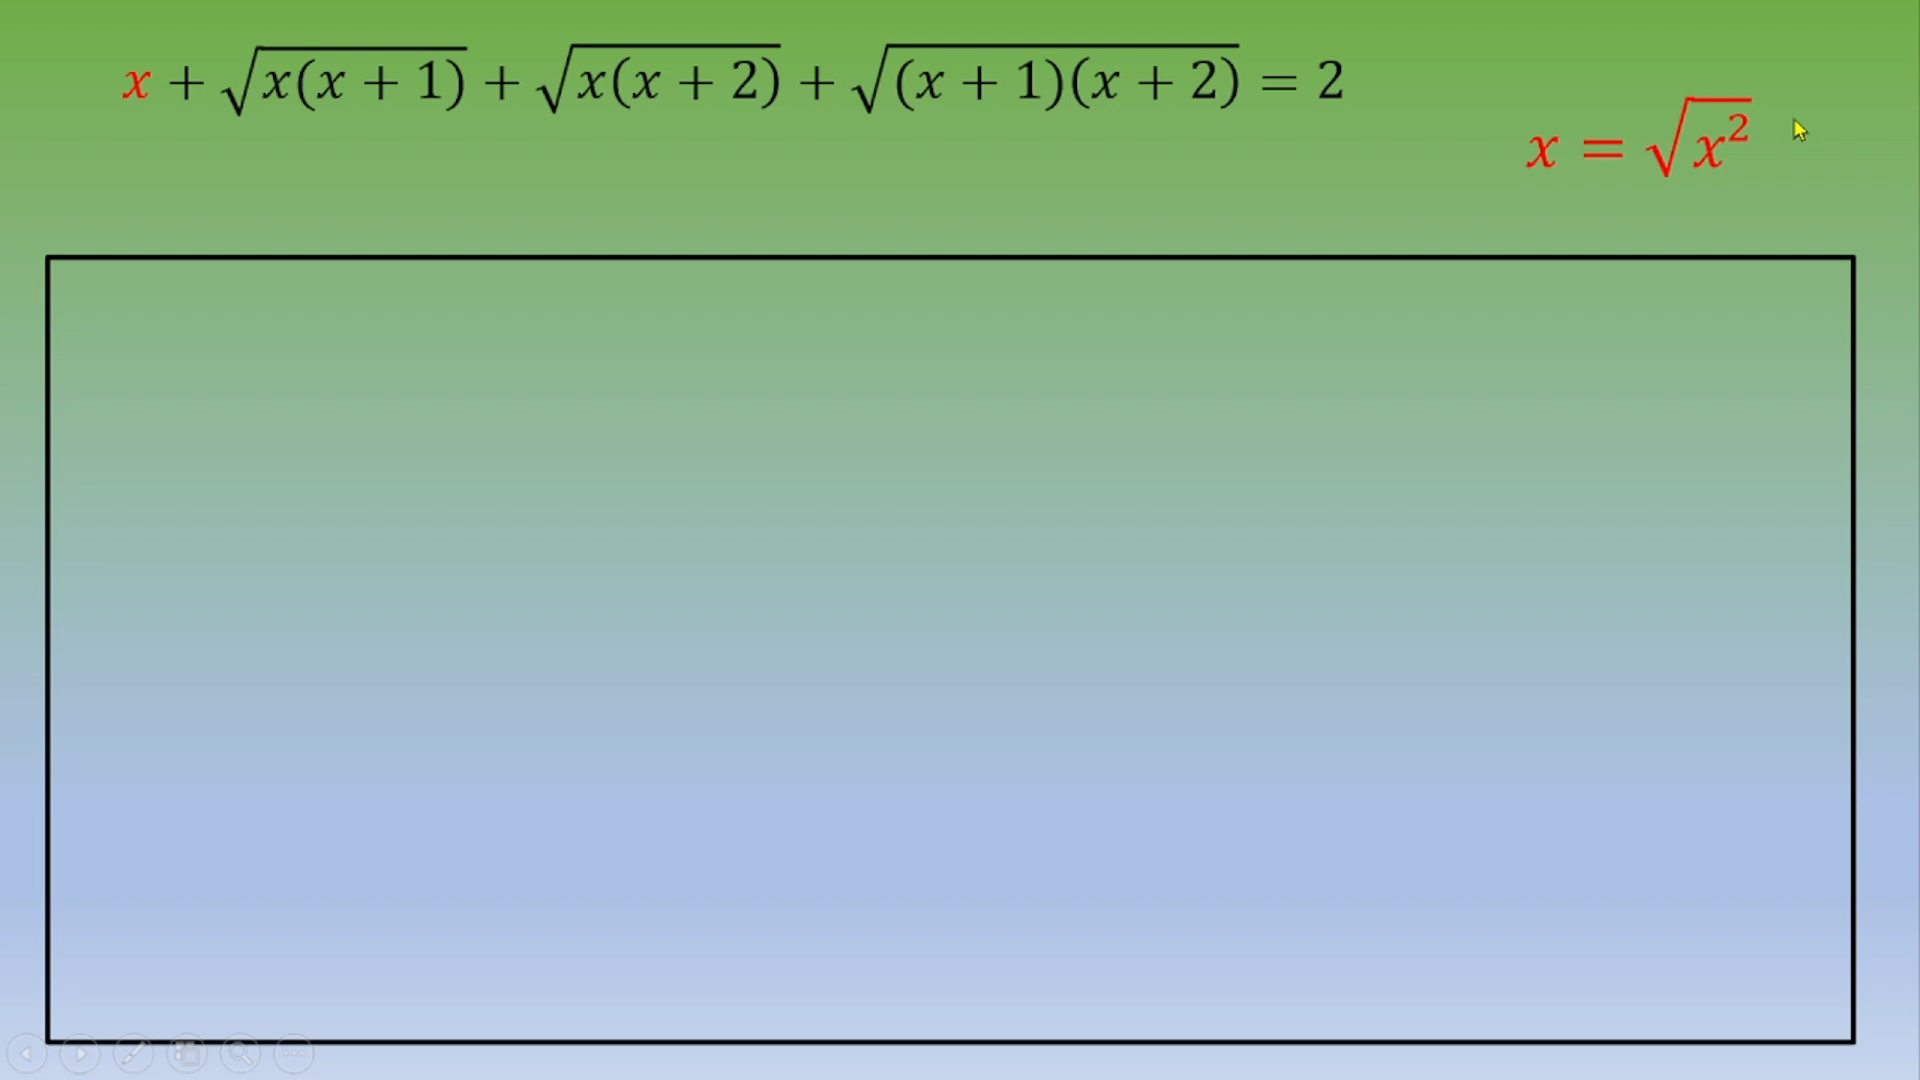 x + √x(x + 1) + √x(x + 2) + √(x + 1)(x + 2) = 2
x = √x²